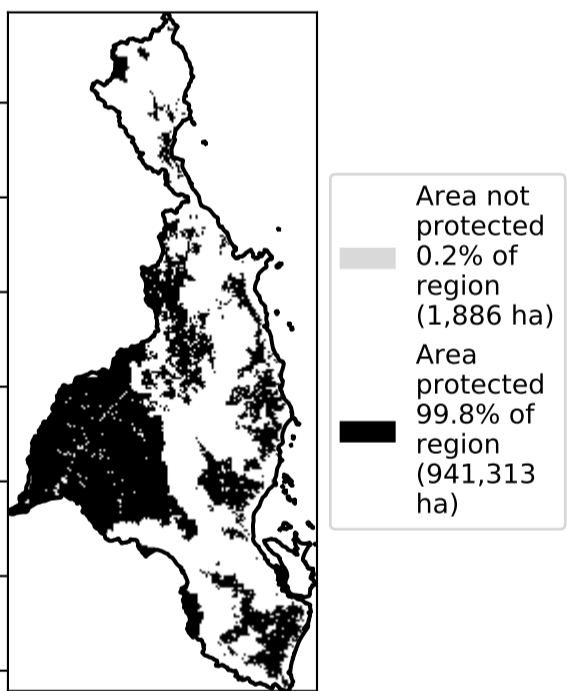 Area not
protected
0.2% of
region
(1,886 ha)
Area
protected
99.8% of
region
(941,313
ha)